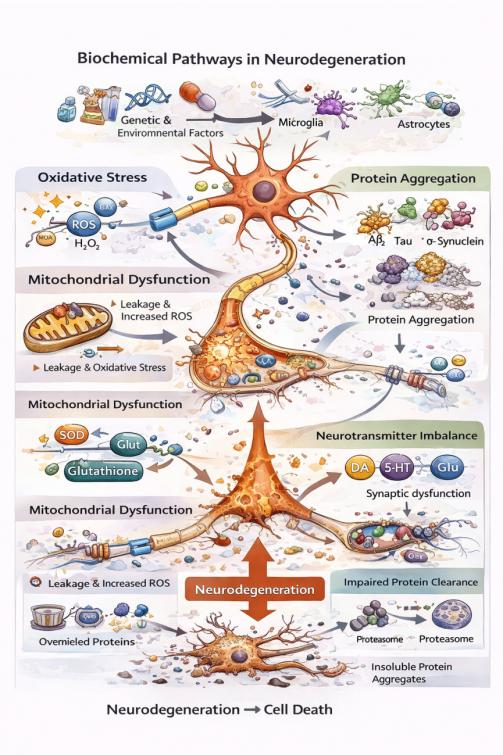 Biochemical Pathways in Neurodegeneration
Genetic &
Environmnental Factors
Microglia
Astrocytes
Oxidative Stress
ROS
MOA
H₂O₂
Protein Aggregation
Aβ₂ Tau σ-Synuclein
Protein Aggregation
Mitochondrial Dysfunction
Leakage &
Increased ROS
Leakage & Oxidative Stress
Mitochondrial Dysfunction
SOD
Glut
Glutathione
Neurotransmitter Imbalance
DA 5-HT Glu
Synaptic dysfunction
Mitochondrial Dysfunction
Leakage & Increased ROS
Neurodegeneration
Impaired Protein Clearance
Ovemieled Proteins
Proteasome Proteasome
Insoluble Protein
Aggregates
Neurodegeneration → Cell Death